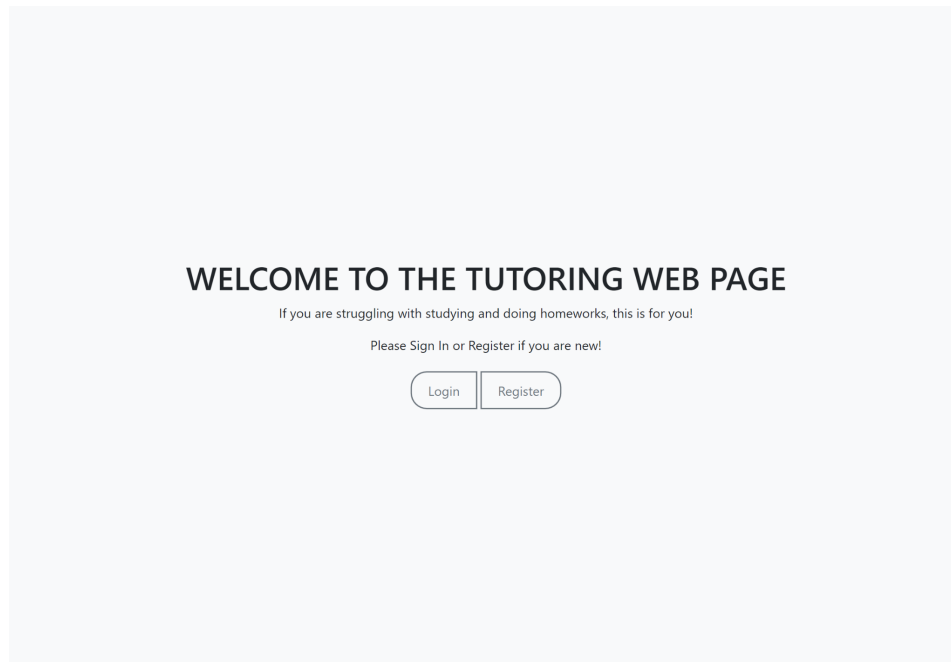 WELCOME TO THE TUTORING WEB PAGE
If you are struggling with studying and doing homeworks, this is for you!
Please Sign In or Register if you are new!
Login Register